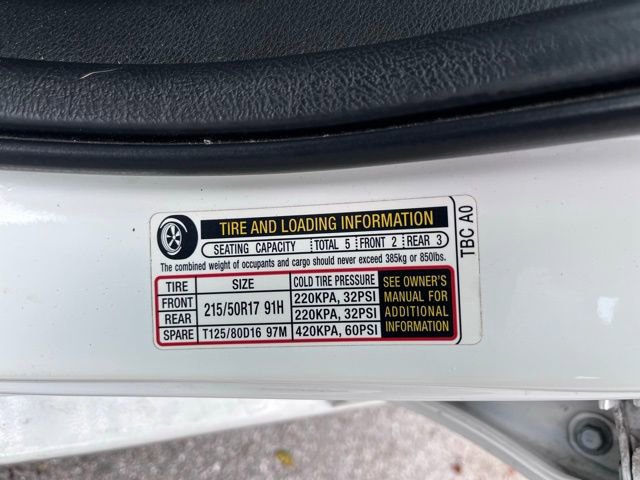 TIRE AND LOADING INFORMATION
SEATING CAPACITY TOTAL 5 FRONT 2 REAR 3
The combined weight of occupants and cargo should never exceed 385kg or 850lbs.
TIRE SIZE COLD TIRE PRESSURE
FRONT 215/50R17 91H 220KPA, 32PSI
REAR 220KPA, 32PSI
SPARE T125/80D16 97M 420KPA, 60PSI
SEE OWNER'S
MANUAL FOR
ADDITIONAL
INFORMATION
TBC A0